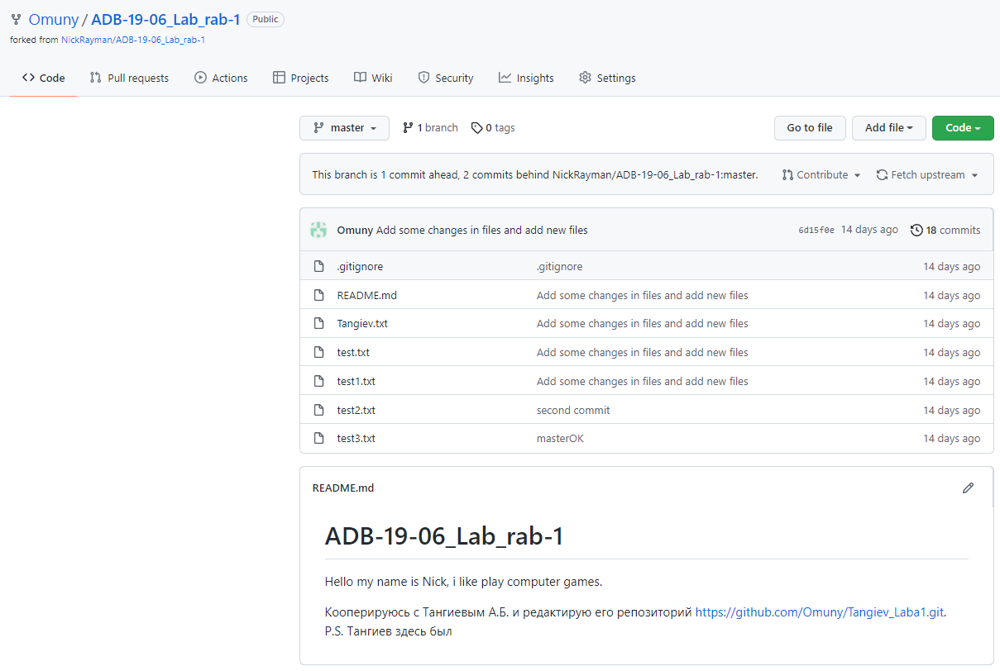 Omuny / ADB-19-06_Lab_rab-1 Public
forked from NickRayman/ADB-19-06_Lab_rab-1
Code Pull requests Actions Projects Wiki Security Insights Settings
master 1 branch 0 tags Go to file Add file Code
This branch is 1 commit ahead, 2 commits behind NickRayman/ADB-19-06_Lab_rab-1:master. Contribute Fetch upstream
Omuny Add some changes in files and add new files 6d15f0e 14 days ago 18 commits
.gitignore .gitignore 14 days ago
README.md Add some changes in files and add new files 14 days ago
Tangiev.txt Add some changes in files and add new files 14 days ago
test.txt Add some changes in files and add new files 14 days ago
test1.txt Add some changes in files and add new files 14 days ago
test2.txt second commit 14 days ago
test3.txt masterOK 14 days ago
README.md
ADB-19-06_Lab_rab-1
Hello my name is Nick, i like play computer games.
Кооперируюсь с Тангиевым А.Б. и редактирую его репозиторий https://github.com/Omuny/Tangiev_Laba1.git.
P.S. Тангиев здесь был